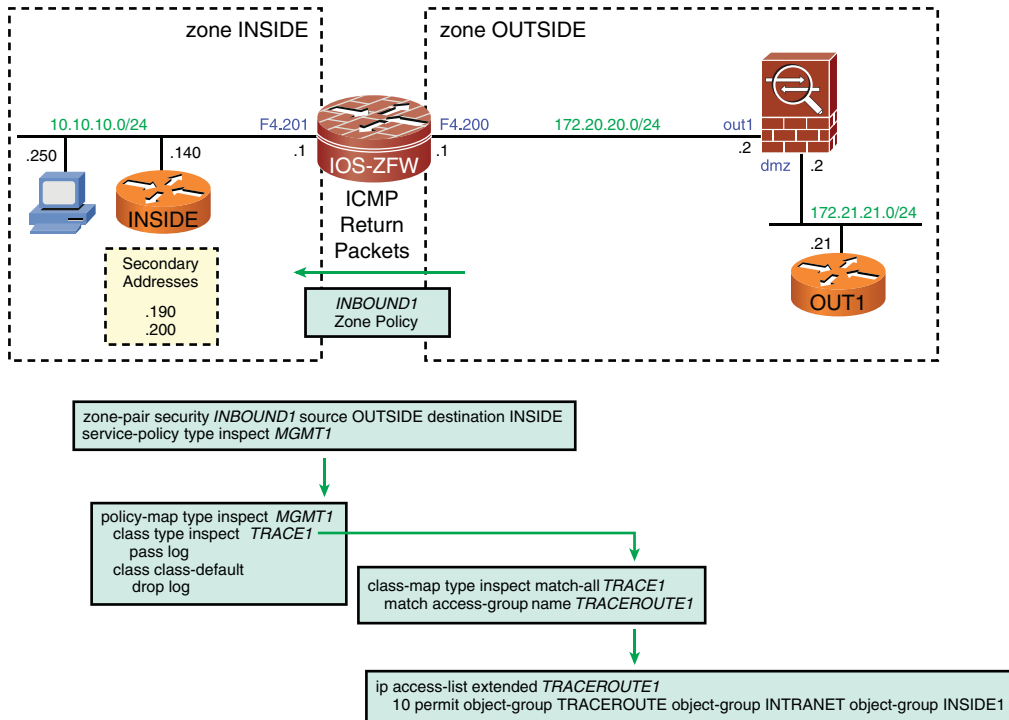 zone INSIDE
zone OUTSIDE
10.10.10.0/24
F4.201
F4.200
172.20.20.0/24
out1
.250
.140
.1
.1
.2
IOS-ZFW
dmz
.2
INSIDE
ICMP
Return
Packets
172.21.21.0/24
.21
OUT1
Secondary
Addresses
.190
.200
INBOUND1
Zone Policy
zone-pair security INBOUND1 source OUTSIDE destination INSIDE
service-policy type inspect MGMT1
policy-map type inspect MGMT1
class type inspect TRACE1
pass log
class class-default
drop log
class-map type inspect match-all TRACE1
match access-group name TRACEROUTE1
ip access-list extended TRACEROUTE1
10 permit object-group TRACEROUTE object-group INTRANET object-group INSIDE1